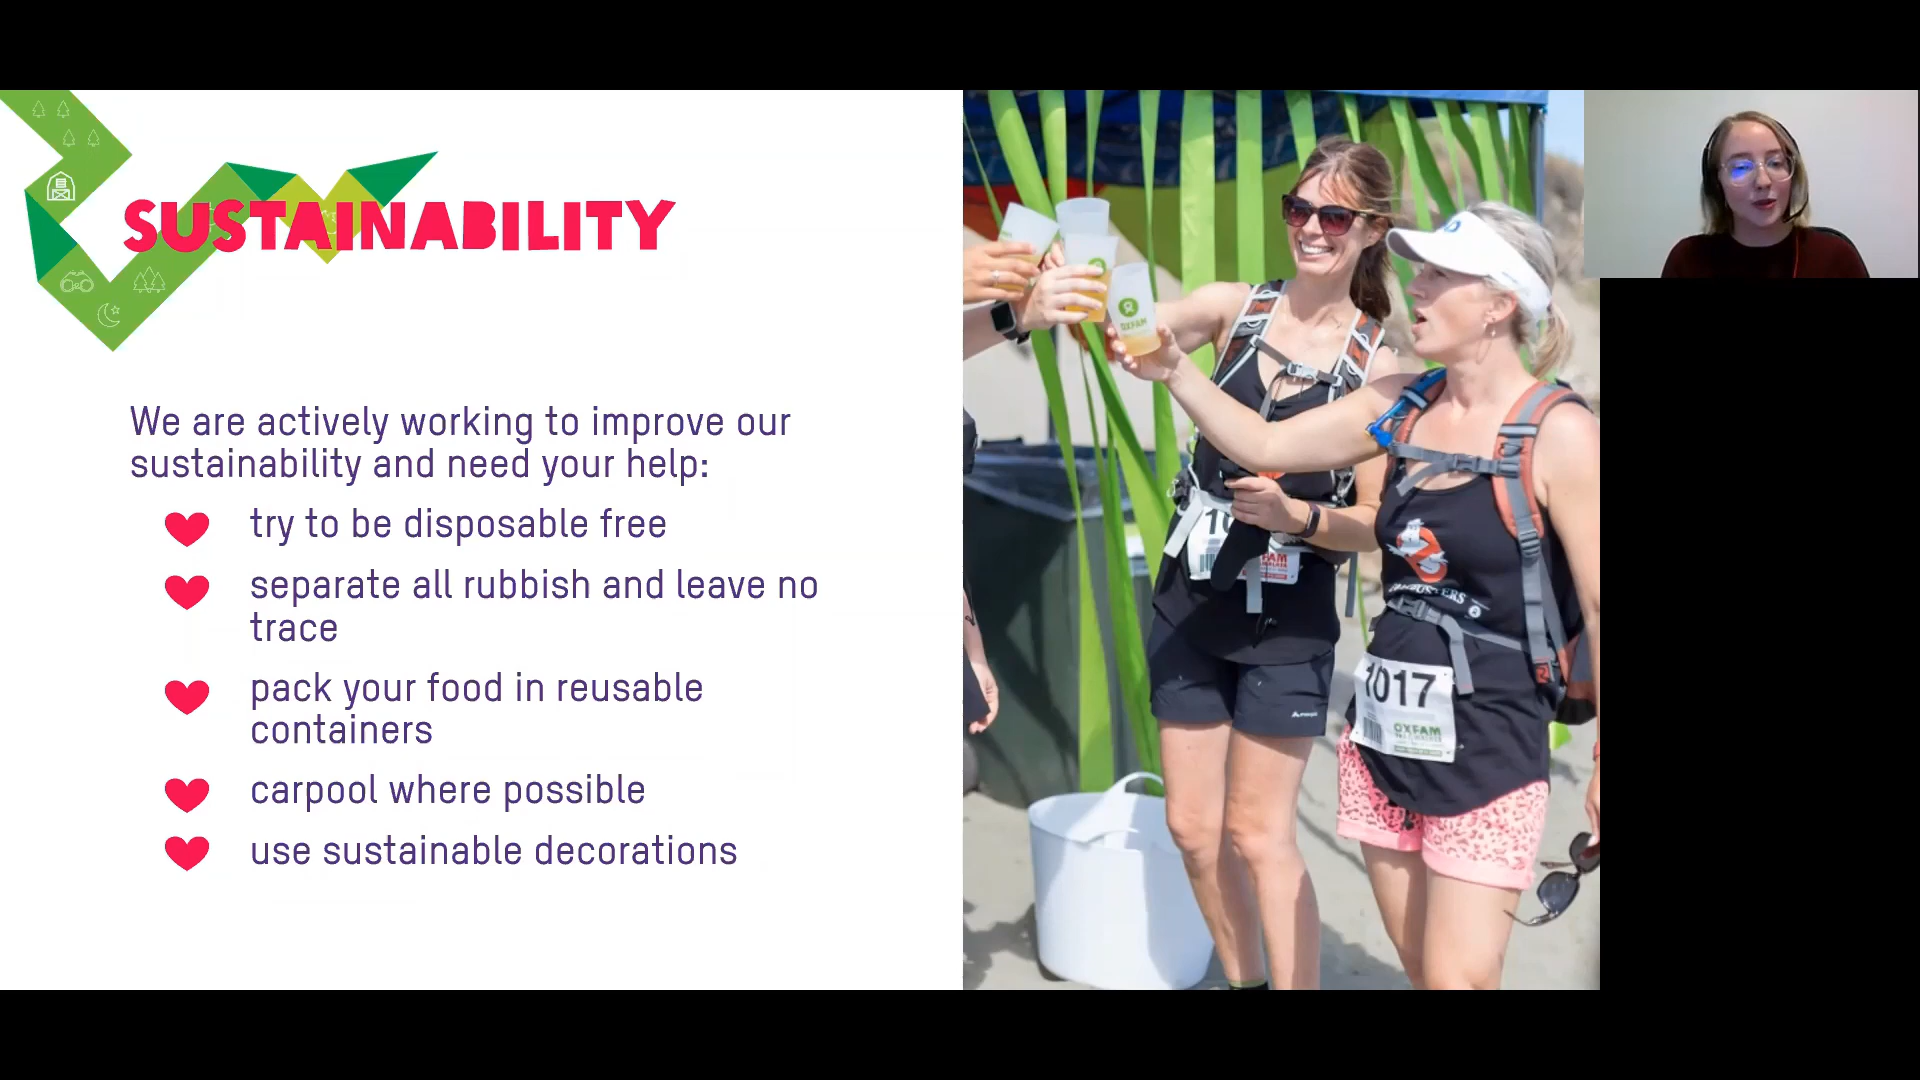 SUSTAINABILITY
We are actively working to improve our
sustainability and need your help:
try to be disposable free
separate all rubbish and leave no
trace
pack your food in reusable
containers
carpool where possible
use sustainable decorations
OXFAM
1017
OXFAM